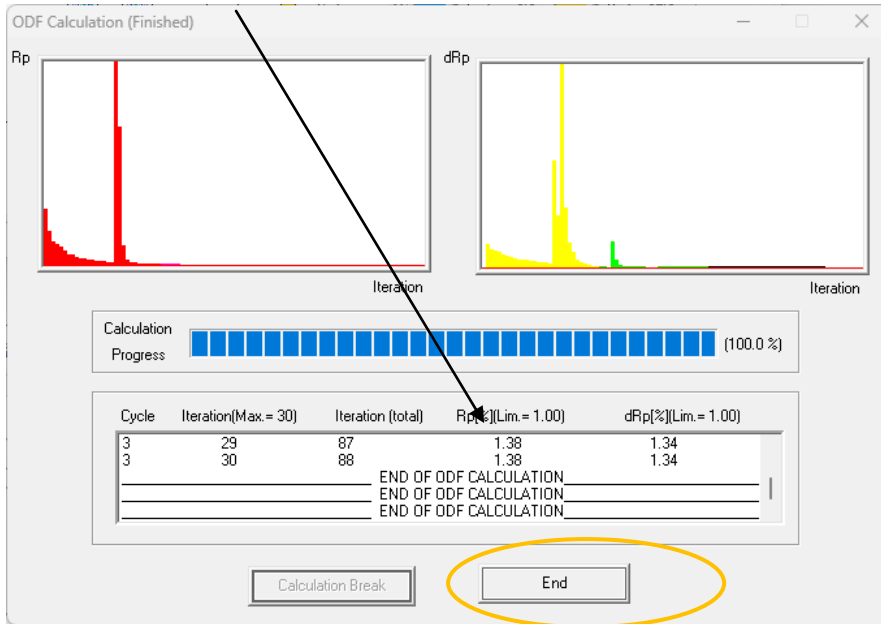 ODF Calculation (Finished)
Rp
dRp
Iteration
Iteration
Calculation
Progress
(100.0 %)
Cycle Iteration(Max.= 30) Iteration (total) Rp[%](Lim.= 1.00) dRp[%](Lim.= 1.00)
3 29 87 1.38 1.34
3 30 88 1.38 1.34
END OF ODF CALCULATION
END OF ODF CALCULATION
END OF ODF CALCULATION
Calculation Break
End